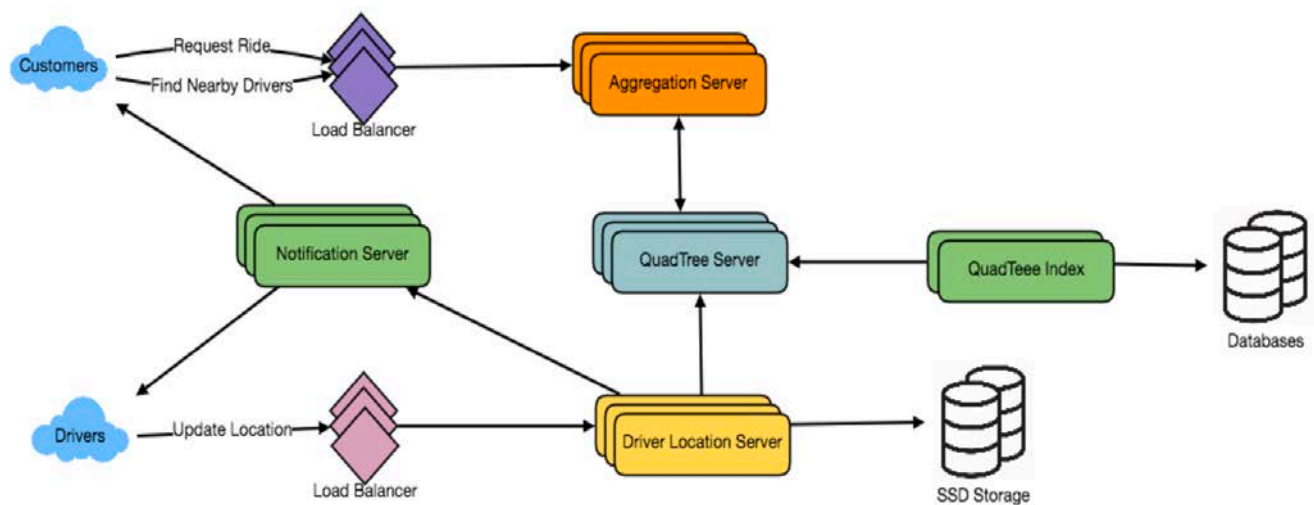 Customers
Request Ride
Find Nearby Drivers
Load Balancer
Aggregation Server
Notification Server
QuadTree Server
QuadTeee Index
Databases
Drivers
Update Location
Load Balancer
Driver Location Server
SSD Storage